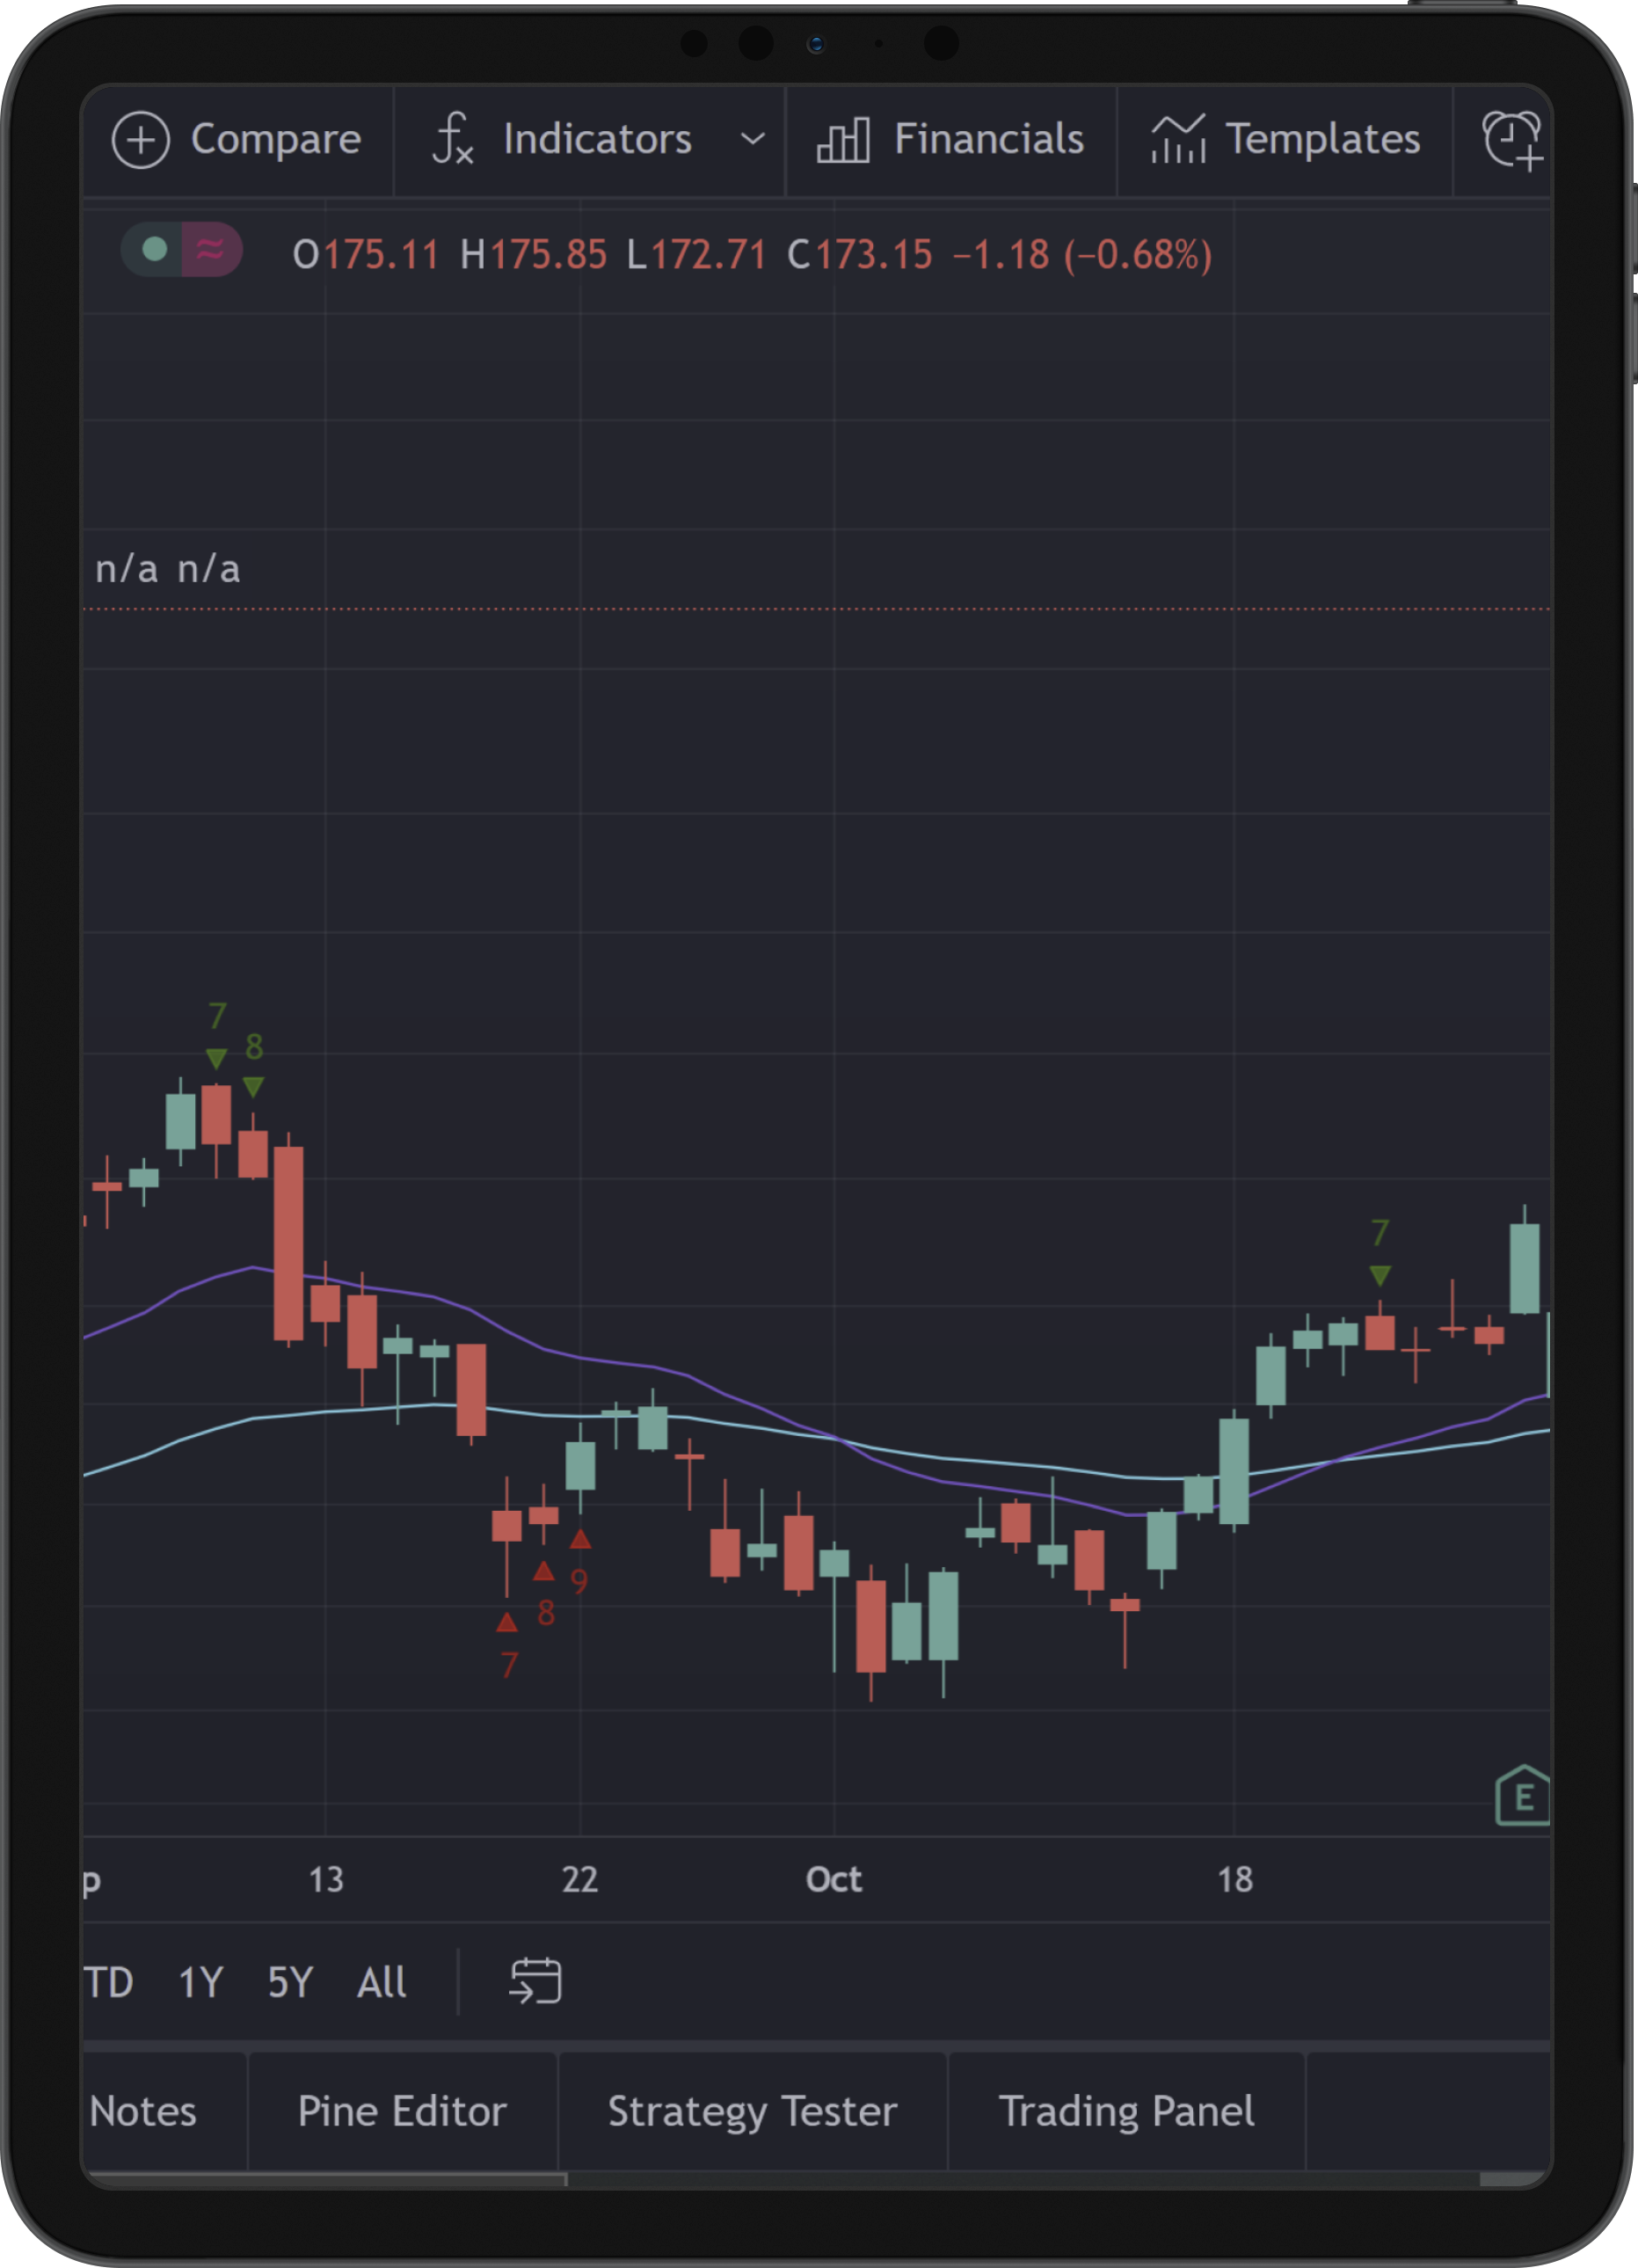 Compare Indicators Financials Templates
O175.11 H175.85 L172.71 C173.15 −1.18 (−0.68%)
n/a n/a
7
8
7
9
8
7
E
p 13 22 Oct 18
TD 1Y 5Y All
Notes Pine Editor Strategy Tester Trading Panel